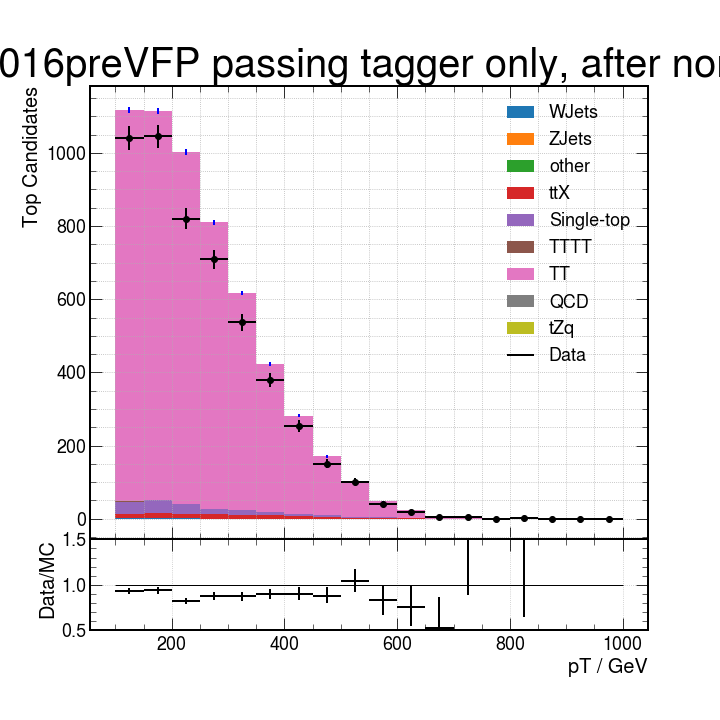 016preVFP passing tagger only, after nor
Top Candidates
1000
800
600
400
200
0
WJets
ZJets
other
ttX
Single-top
TTTT
TT
QCD
tZq
Data
Data/MC
1.5
1.0
0.5
200 400 600 800 1000
pT / GeV